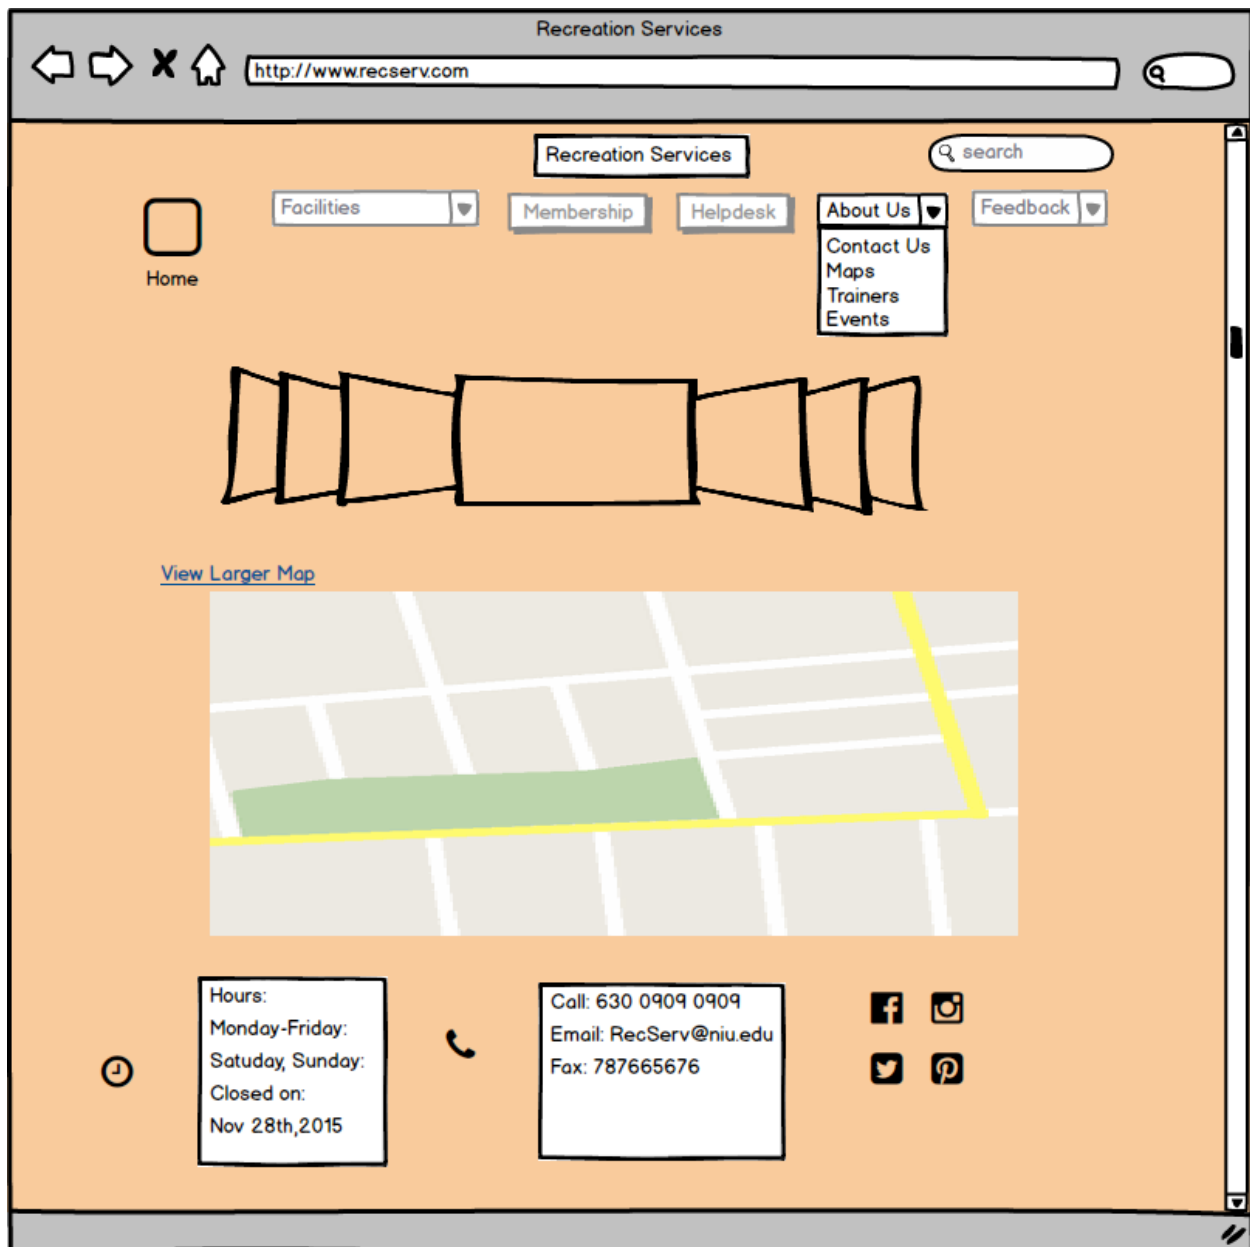 Recreation Services
http://www.recserv.com
Recreation Services
search
Facilities
Membership
Helpdesk
About Us
Feedback
Contact Us
Maps
Trainers
Events
Home
View Larger Map
Hours:
Monday-Friday:
Satuday, Sunday:
Closed on:
Nov 28th,2015
Call: 630 0909 0909
Email: RecServ@niu.edu
Fax: 787665676